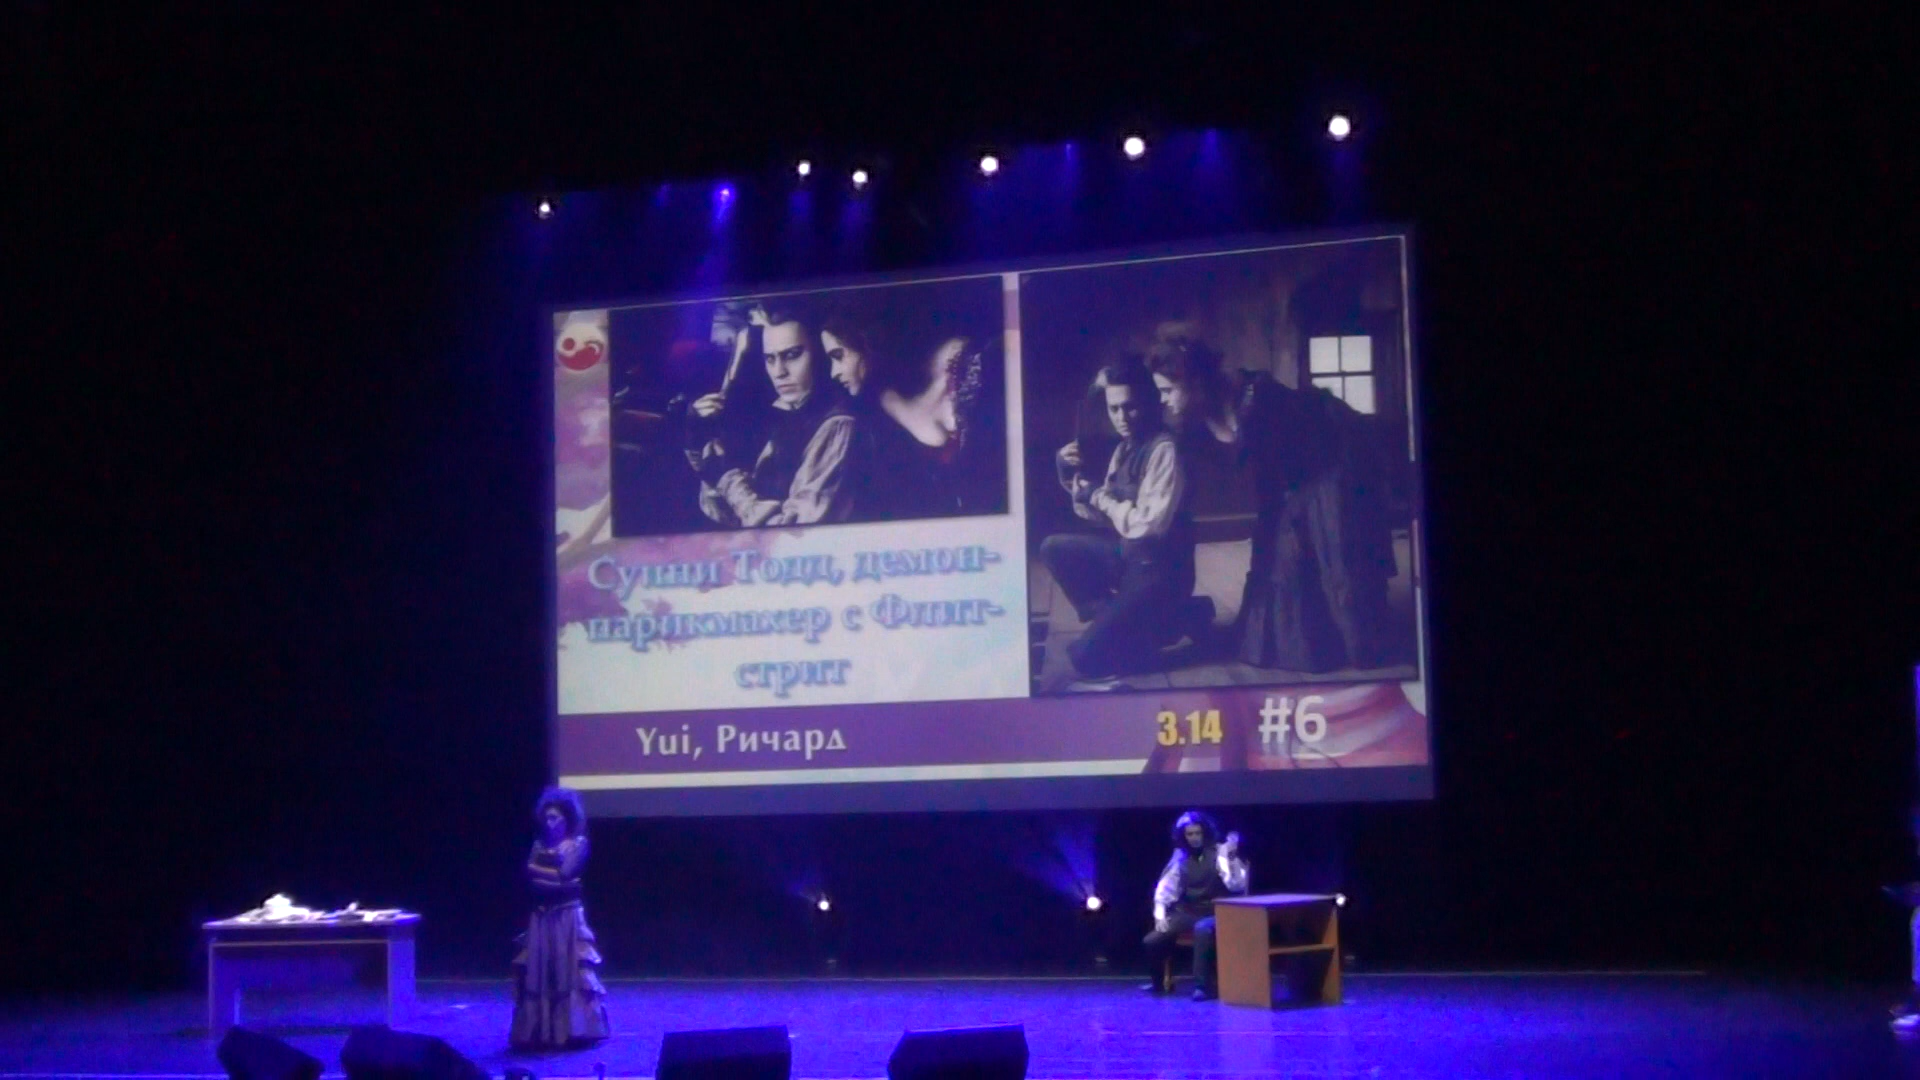 Суини Тодд, демон-
парикмахер с Флит-
стрит
Yui, Ричард
3.14 #6